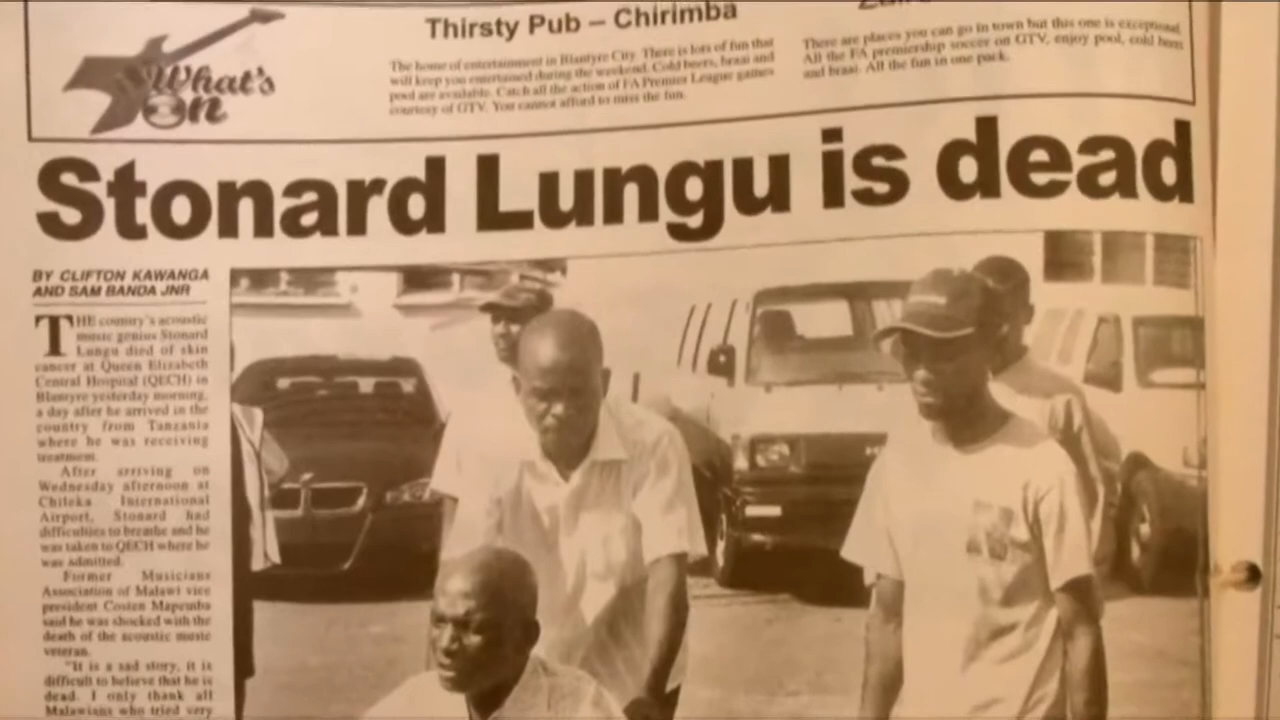 What's
On
Thirsty Pub – Chirimba
The home of entertainment in Blantyre City. There is lots of fun that
will keep you entertained during the weekend. Cold beers, braai and
pool are available. Catch all the action of FA Premier League games
courtesy of GTV. You cannot afford to miss the fun.
There are places you can go in town but this one is exceptional.
All the FA premiership soccer on GTV, enjoy pool, cold beers
and braai. All the fun in one pack.
Stonard Lungu is dead
BY CLIFTON KAWANGA
AND SAM BANDA JNR
THE country's acoustic
music genius Stonard
Lungu died of skin
cancer at Queen Elizabeth
Central Hospital (QECH) in
Blantyre yesterday morning,
a day after he arrived in the
country from Tanzania
where he was receiving
treatment.
After arriving on
Wednesday afternoon at
Chileka International
Airport, Stonard had
difficulties to breathe and he
was taken to QECH where he
was admitted.
Former Musicians
Association of Malawi vice
president Costen Mapemba
said he was shocked with the
death of the acoustic music
veteran.
"It is a sad story, it is
difficult to believe that he is
dead. I only thank all
Malawians who tried very